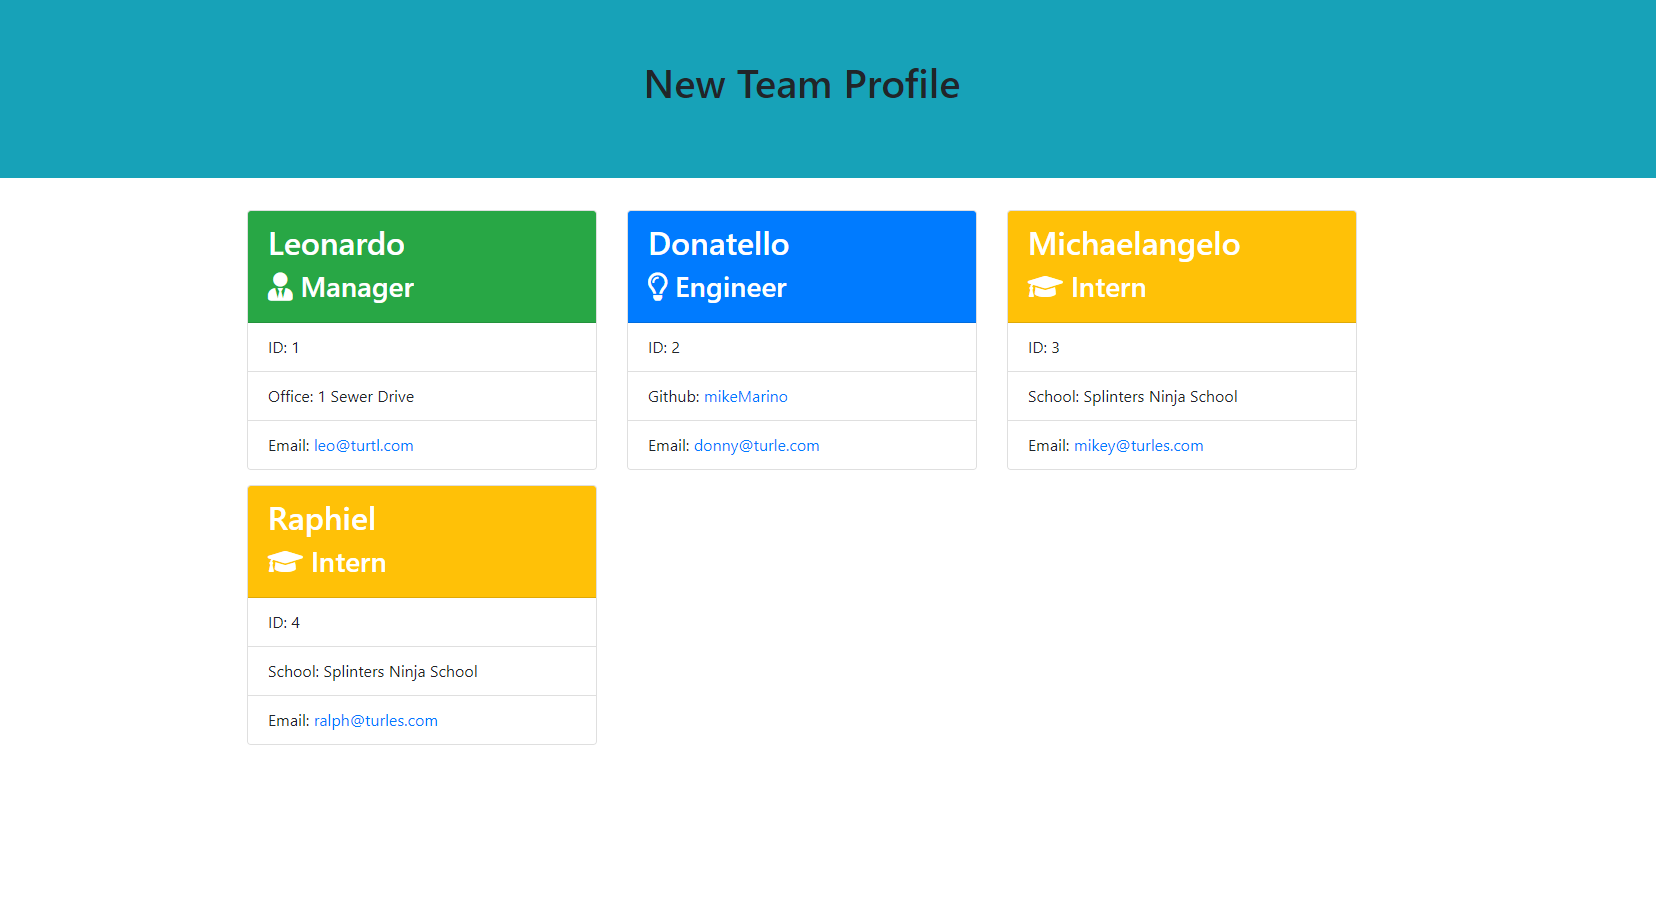 New Team Profile
Leonardo
Manager
ID: 1
Office: 1 Sewer Drive
Email: leo@turtl.com
Donatello
Engineer
ID: 2
Github: mikeMarino
Email: donny@turle.com
Michaelangelo
Intern
ID: 3
School: Splinters Ninja School
Email: mikey@turles.com
Raphiel
Intern
ID: 4
School: Splinters Ninja School
Email: ralph@turles.com